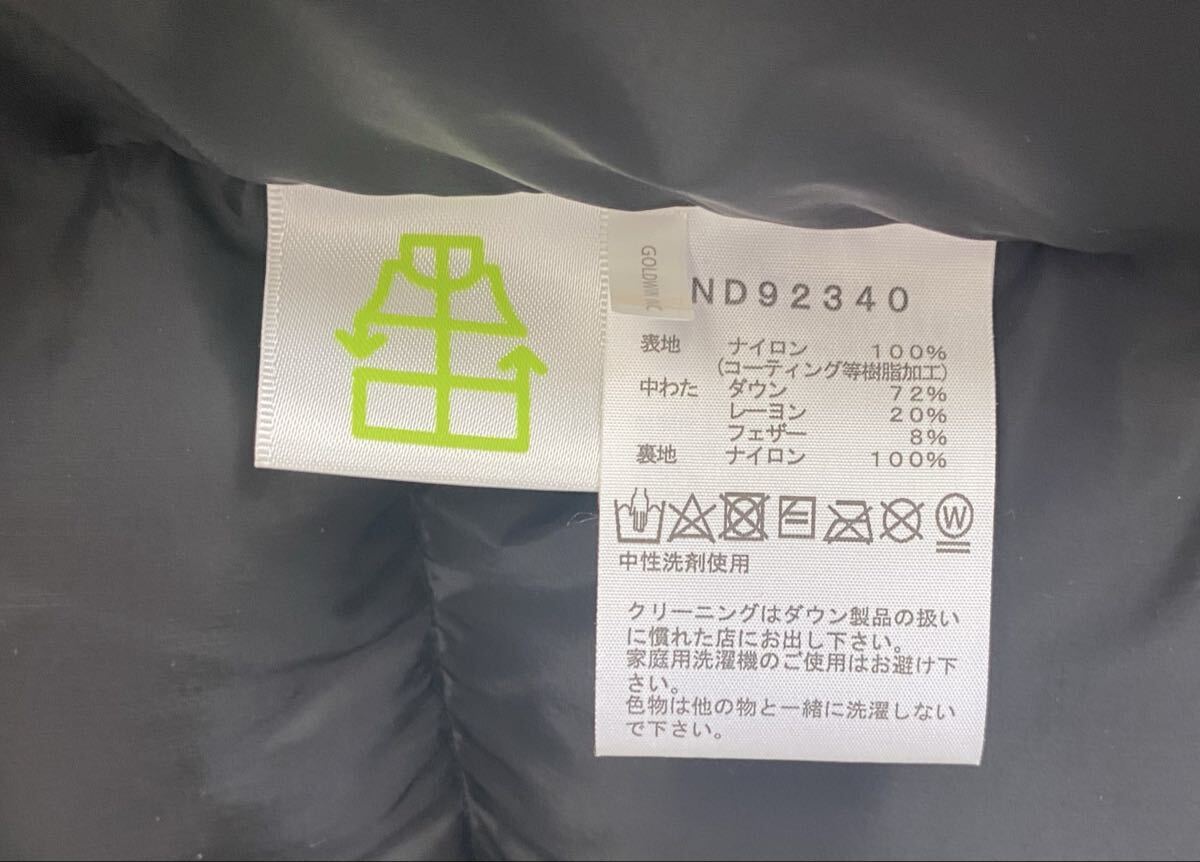 GOLDWIN INC
ND92340
表地 ナイロン 100%
(コーティング等樹脂加工)
中わた ダウン 72%
レーヨン 20%
フェザー 8%
裏地 ナイロン 100%
W
中性洗剤使用
クリーニングはダウン製品の扱い
に慣れた店にお出し下さい。
家庭用洗濯機のご使用はお避け下
さい。
色物は他の物と一緒に洗濯しない
で下さい。